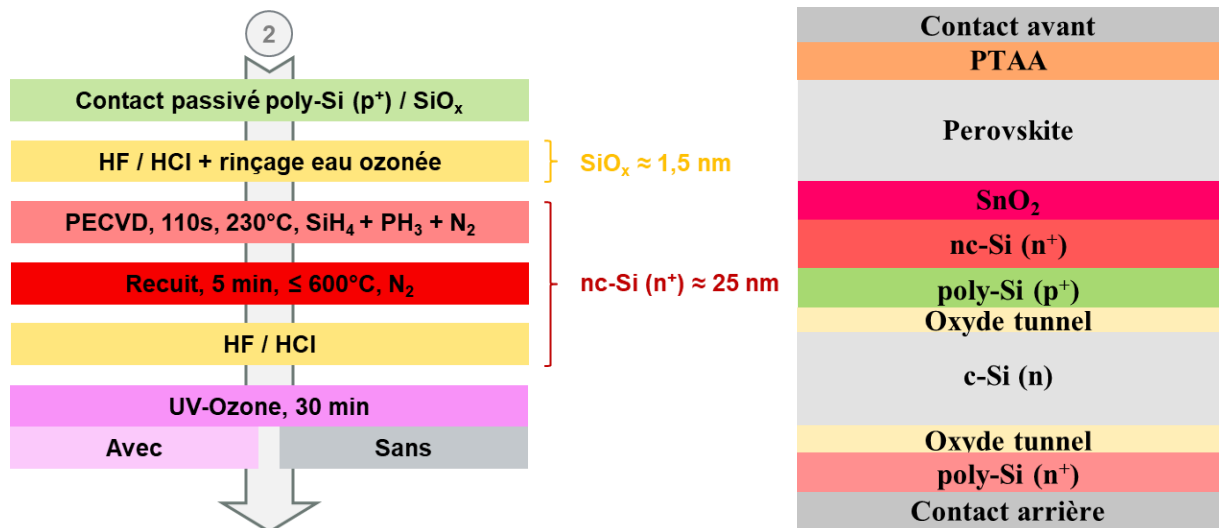 2
Contact passivé poly-Si (p⁺) / SiOₓ
HF / HCl + rinçage eau ozonée
SiOₓ ≈ 1,5 nm
PECVD, 110s, 230°C, SiH₄ + PH₃ + N₂
Recuit, 5 min, ≤ 600°C, N₂
nc-Si (n⁺) ≈ 25 nm
HF / HCl
UV-Ozone, 30 min
Avec
Sans
Contact avant
PTAA
Perovskite
SnO₂
nc-Si (n⁺)
poly-Si (p⁺)
Oxyde tunnel
c-Si (n)
Oxyde tunnel
poly-Si (n⁺)
Contact arrière